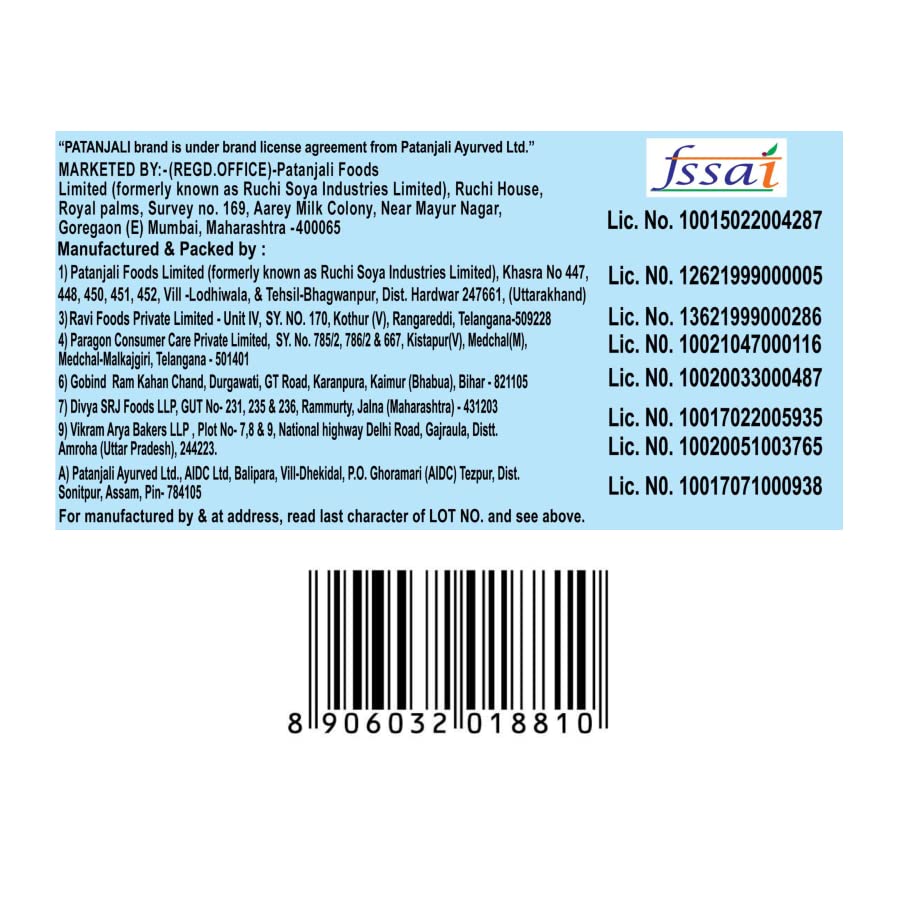 “PATANJALI brand is under brand license agreement from Patanjali Ayurved Ltd.”
MARKETED BY:-(REGD.OFFICE)-Patanjali Foods
Limited (formerly known as Ruchi Soya Industries Limited), Ruchi House,
Royal palms, Survey no. 169, Aarey Milk Colony, Near Mayur Nagar,
Goregaon (E) Mumbai, Maharashtra -400065
fssai
Lic. No. 10015022004287
Manufactured & Packed by :
1) Patanjali Foods Limited (formerly known as Ruchi Soya Industries Limited), Khasra No 447,
448, 450, 451, 452, Vill -Lodhiwala, & Tehsil-Bhagwanpur, Dist. Hardwar 247661, (Uttarakhand)
Lic. N0. 12621999000005
3) Ravi Foods Private Limited - Unit IV, SY. NO. 170, Kothur (V), Rangareddi, Telangana-509228
Lic. No. 13621999000286
4) Paragon Consumer Care Private Limited, SY. No. 785/2, 786/2 & 667, Kistapur(V), Medchal(M),
Medchal-Malkajgiri, Telangana - 501401
Lic. N0. 10021047000116
6) Gobind Ram Kahan Chand, Durgawati, GT Road, Karanpura, Kaimur (Bhabua), Bihar - 821105
Lic. N0. 10020033000487
7) Divya SRJ Foods LLP, GUT No- 231, 235 & 236, Rammurty, Jalna (Maharashtra) - 431203
Lic. N0. 10017022005935
9) Vikram Arya Bakers LLP , Plot No- 7,8 & 9, National highway Delhi Road, Gajraula, Distt.
Amroha (Uttar Pradesh), 244223.
Lic. N0. 10020051003765
A) Patanjali Ayurved Ltd., AIDC Ltd, Balipara, Vill-Dhekidal, P.O. Ghoramari (AIDC) Tezpur, Dist.
Sonitpur, Assam, Pin- 784105
Lic. N0. 10017071000938
For manufactured by & at address, read last character of LOT NO. and see above.
8 906032 018810